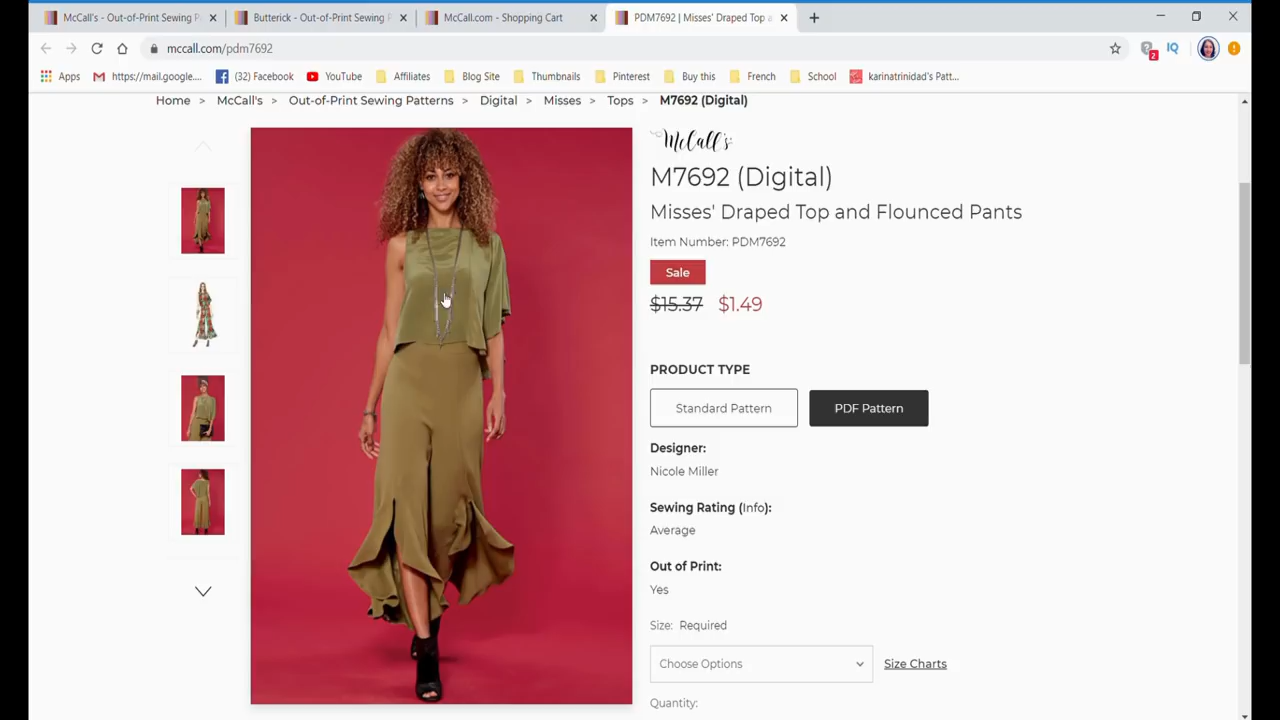 McCall's - Out-of-Print Sewing P
Butterick - Out-of-Print Sewing P
McCall.com - Shopping Cart
PDM7692 | Misses' Draped Top a
mccall.com/pdm7692
2
IQ
Apps
https://mail.google....
(32) Facebook
YouTube
Affiliates
Blog Site
Thumbnails
Pinterest
Buy this
French
School
karinatrinidad's Patt...
Home > McCall's > Out-of-Print Sewing Patterns > Digital > Misses > Tops > M7692 (Digital)
McCall's
M7692 (Digital)
Misses' Draped Top and Flounced Pants
Item Number: PDM7692
Sale
$15.37 $1.49
PRODUCT TYPE
Standard Pattern
PDF Pattern
Designer:
Nicole Miller
Sewing Rating (Info):
Average
Out of Print:
Yes
Size: Required
Choose Options
Size Charts
Quantity: